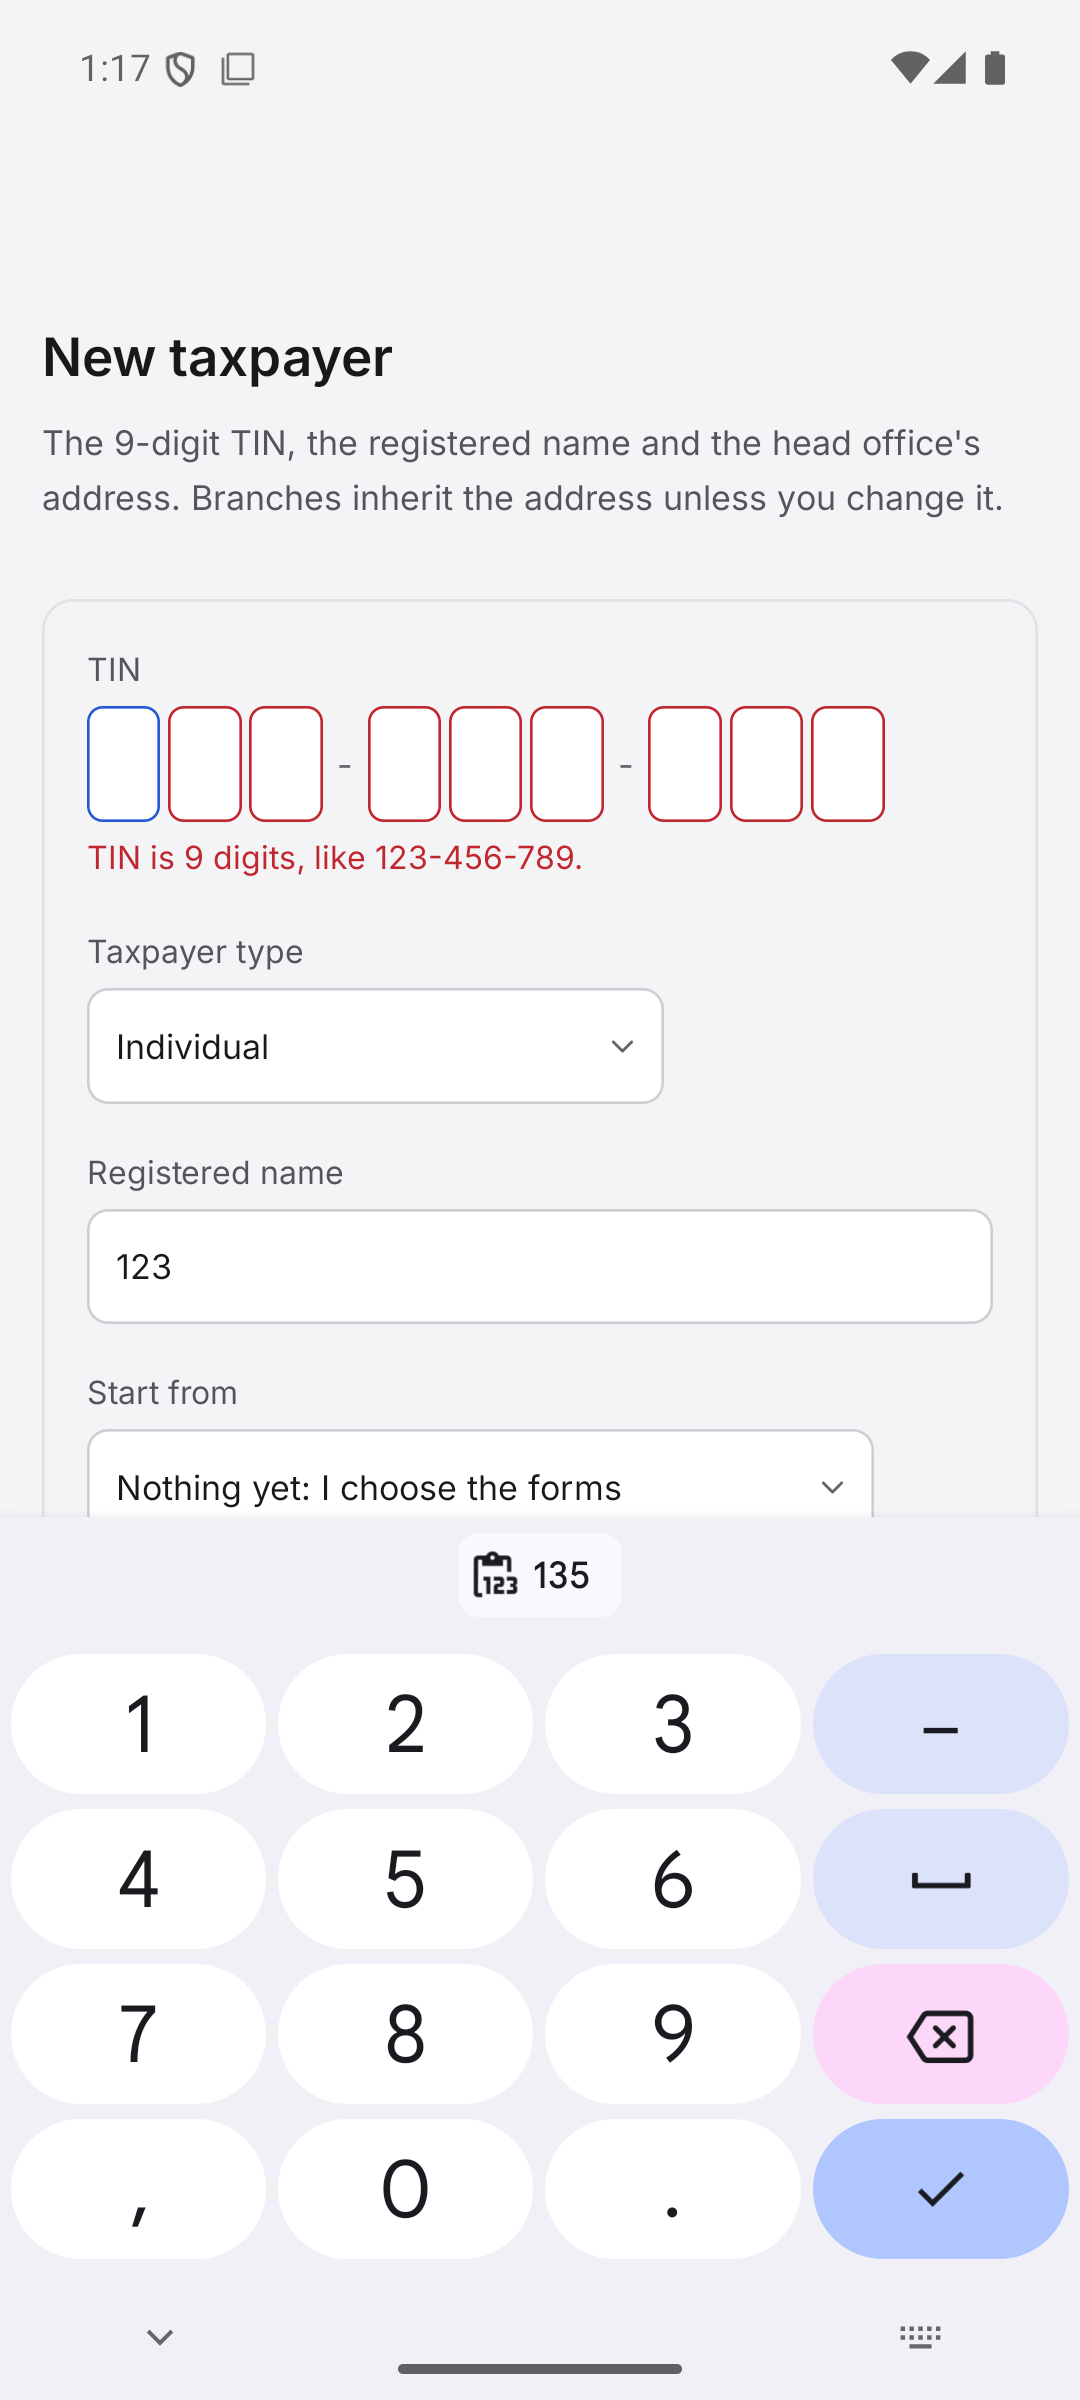 1:17
New taxpayer
The 9-digit TIN, the registered name and the head office's
address. Branches inherit the address unless you change it.
TIN
- -
TIN is 9 digits, like 123-456-789.
Taxpayer type
Individual
Registered name
123
Start from
Nothing yet: I choose the forms
123 135
1 2 3 –
4 5 6
7 8 9
, 0 .